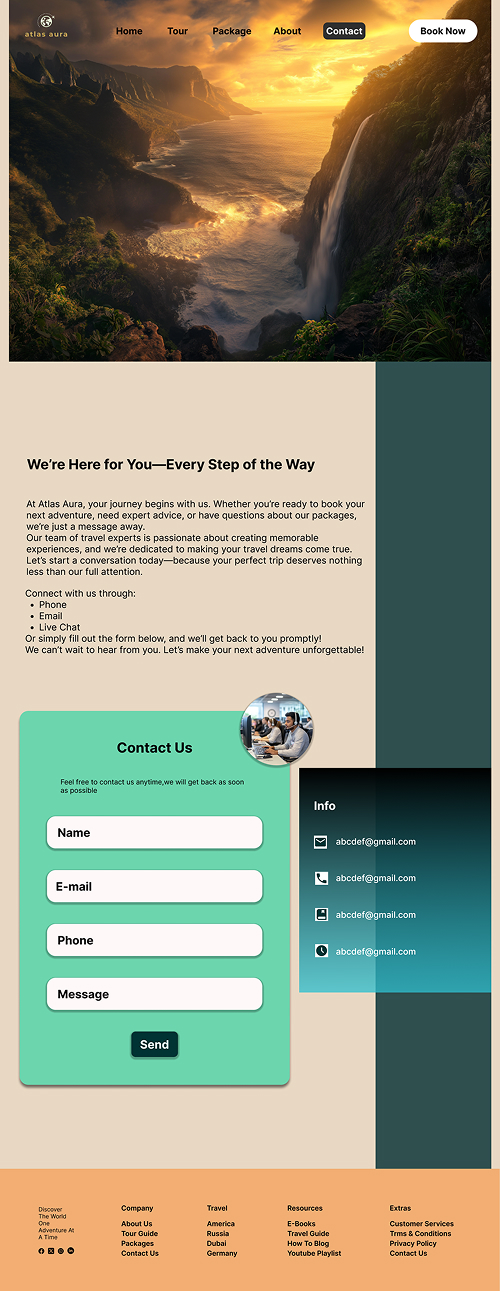 atlas aura
Home Tour Package About Contact Book Now
We're Here for You—Every Step of the Way
At Atlas Aura, your journey begins with us. Whether you're ready to book your
next adventure, need expert advice, or have questions about our packages,
we're just a message away.
Our team of travel experts is passionate about creating memorable
experiences, and we're dedicated to making your travel dreams come true.
Let's start a conversation today—because your perfect trip deserves nothing
less than our full attention.
Connect with us through:
• Phone
• Email
• Live Chat
Or simply fill out the form below, and we'll get back to you promptly!
We can't wait to hear from you. Let's make your next adventure unforgettable!
Contact Us
Feel free to contact us anytime,we will get back as soon
as possible
Name
E-mail
Phone
Message
Send
Info
abcdef@gmail.com
abcdef@gmail.com
abcdef@gmail.com
abcdef@gmail.com
Discover
The World
One
Adventure At
A Time
Company
About Us
Tour Guide
Packages
Contact Us
Travel
America
Russia
Dubai
Germany
Resources
E-Books
Travel Guide
How To Blog
Youtube Playlist
Extras
Customer Services
Trms & Conditions
Privacy Policy
Contact Us